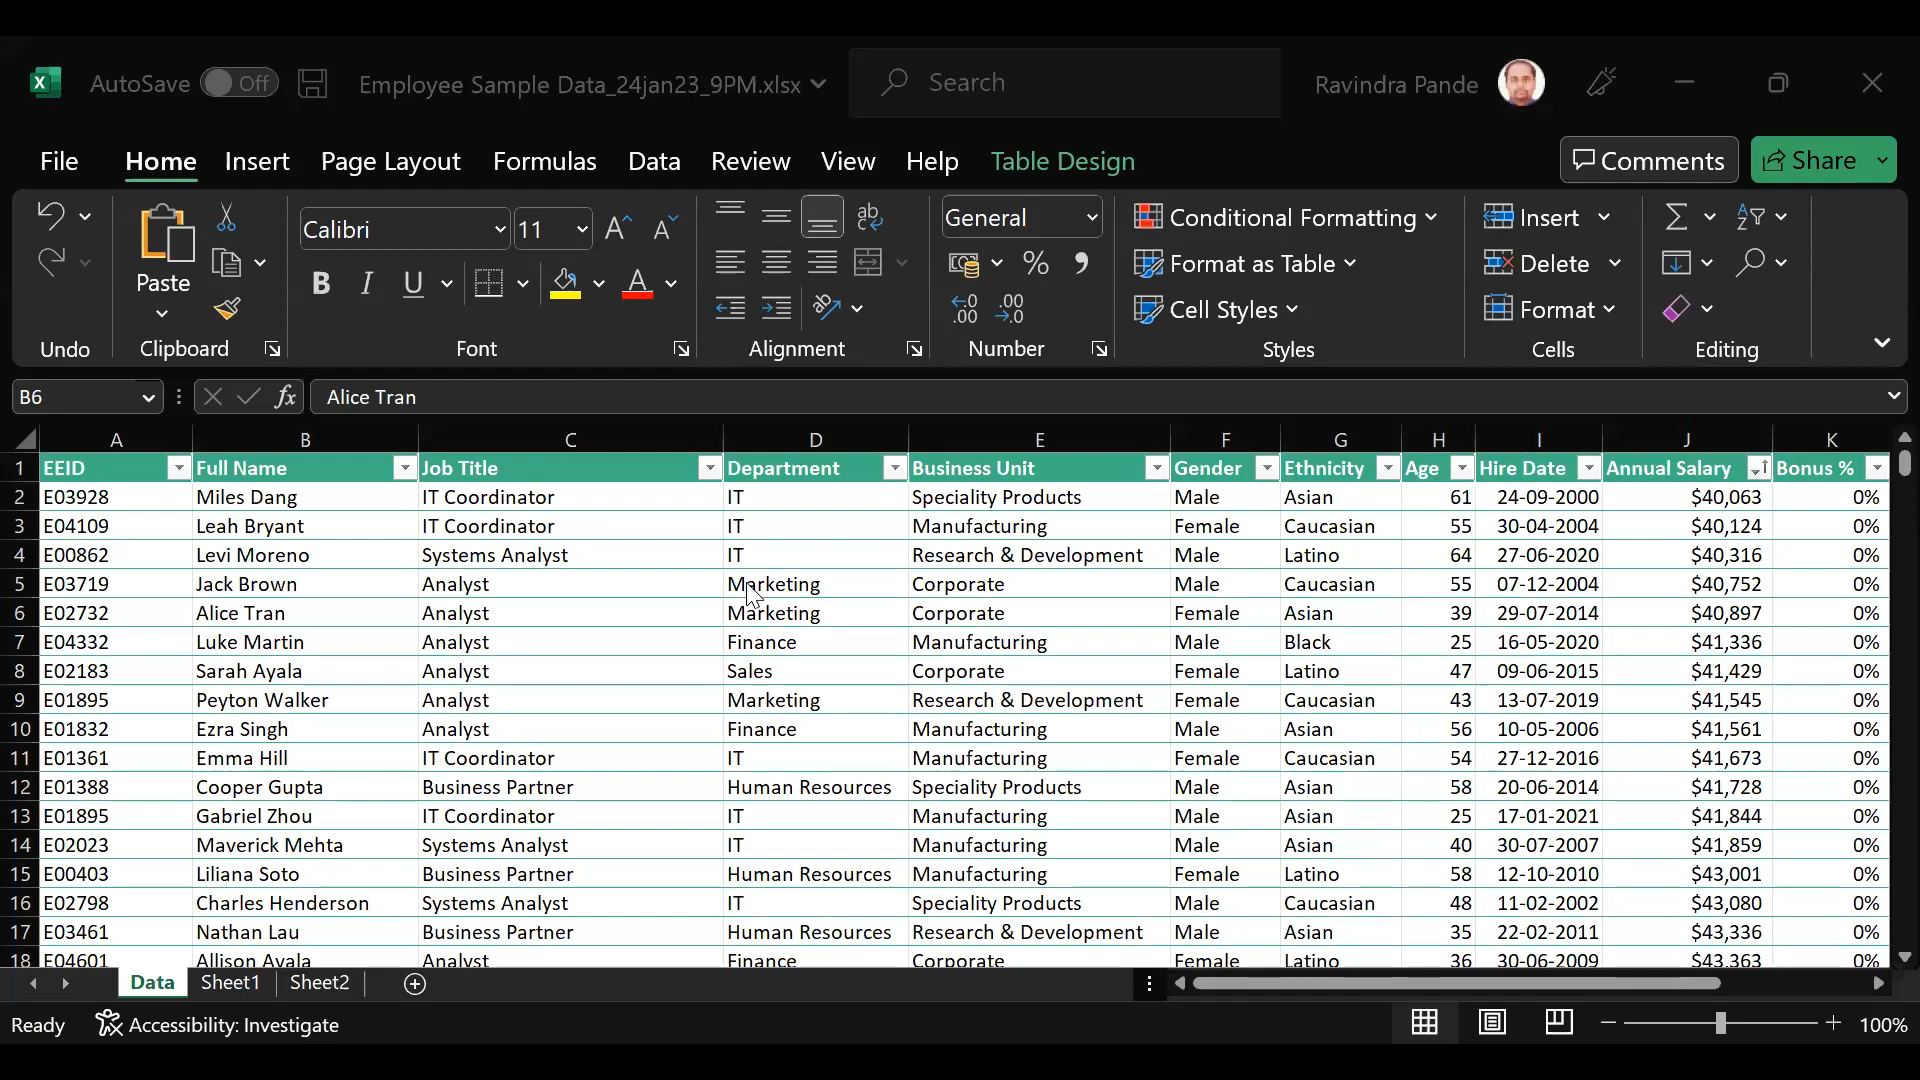 AutoSave Off Employee Sample Data_24jan23_9PM.xlsx Search Ravindra Pande
File Home Insert Page Layout Formulas Data Review View Help Table Design Comments Share
Calibri 11 General Conditional Formatting Insert
Paste Format as Table Delete
B I U Cell Styles Format
Undo Clipboard Font Alignment Number Styles Cells Editing
B6 fx Alice Tran
A B C D E F G H I J K
1 EEID Full Name Job Title Department Business Unit Gender Ethnicity Age Hire Date Annual Salary Bonus %
2 E03928 Miles Dang IT Coordinator IT Speciality Products Male Asian 61 24-09-2000 $40,063 0%
3 E04109 Leah Bryant IT Coordinator IT Manufacturing Female Caucasian 55 30-04-2004 $40,124 0%
4 E00862 Levi Moreno Systems Analyst IT Research & Development Male Latino 64 27-06-2020 $40,316 0%
5 E03719 Jack Brown Analyst Marketing Corporate Male Caucasian 55 07-12-2004 $40,752 0%
6 E02732 Alice Tran Analyst Marketing Corporate Female Asian 39 29-07-2014 $40,897 0%
7 E04332 Luke Martin Analyst Finance Manufacturing Male Black 25 16-05-2020 $41,336 0%
8 E02183 Sarah Ayala Analyst Sales Corporate Female Latino 47 09-06-2015 $41,429 0%
9 E01895 Peyton Walker Analyst Marketing Research & Development Female Caucasian 43 13-07-2019 $41,545 0%
10 E01832 Ezra Singh Analyst Finance Manufacturing Male Asian 56 10-05-2006 $41,561 0%
11 E01361 Emma Hill IT Coordinator IT Manufacturing Female Caucasian 54 27-12-2016 $41,673 0%
12 E01388 Cooper Gupta Business Partner Human Resources Speciality Products Male Asian 58 20-06-2014 $41,728 0%
13 E01895 Gabriel Zhou IT Coordinator IT Manufacturing Male Asian 25 17-01-2021 $41,844 0%
14 E02023 Maverick Mehta Systems Analyst IT Manufacturing Male Asian 40 30-07-2007 $41,859 0%
15 E00403 Liliana Soto Business Partner Human Resources Manufacturing Female Latino 58 12-10-2010 $43,001 0%
16 E02798 Charles Henderson Systems Analyst IT Speciality Products Male Caucasian 48 11-02-2002 $43,080 0%
17 E03461 Nathan Lau Business Partner Human Resources Research & Development Male Asian 35 22-02-2011 $43,336 0%
18 E04601 Allison Ayala Analyst Finance Corporate Female Latino 36 30-06-2009 $43,363 0%
Data Sheet1 Sheet2
Ready Accessibility: Investigate 100%